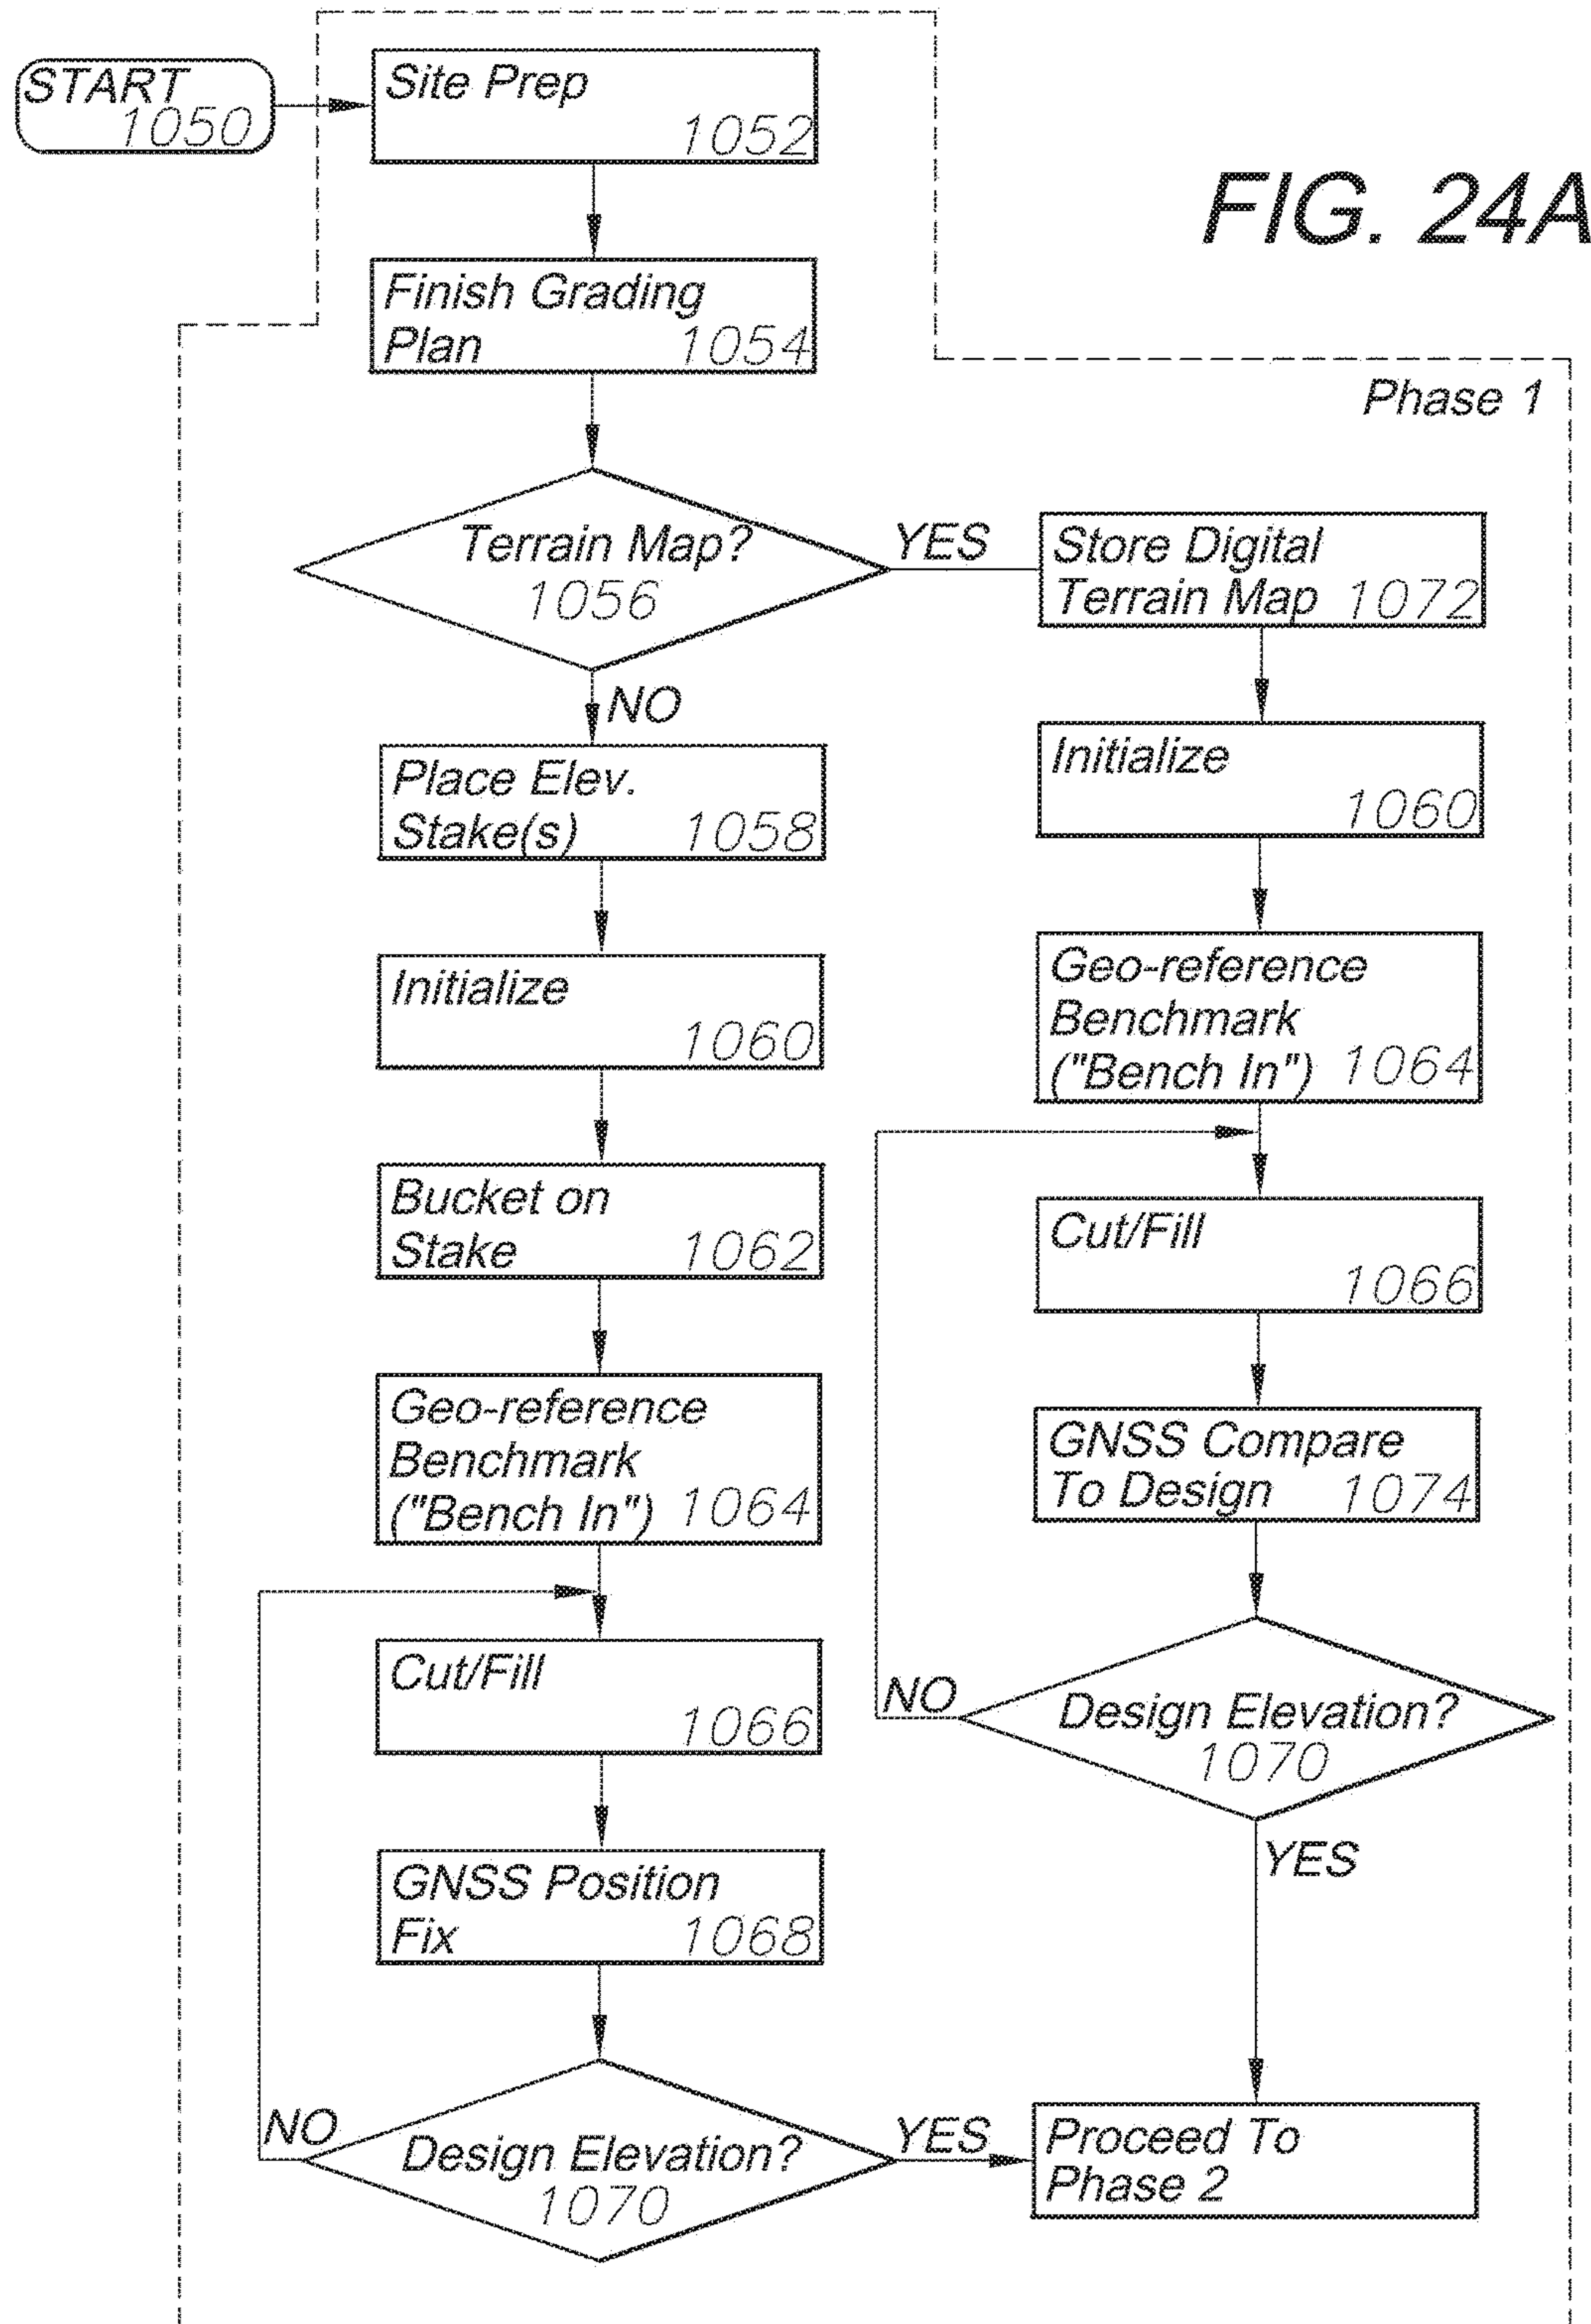 START
1050
Site Prep
1052
FIG. 24A
Finish Grading
Plan 1054
Phase 1
Terrain Map?
1056
YES
Store Digital
Terrain Map 1072
NO
Place Elev.
Stake(s) 1058
Initialize
1060
Initialize
1060
Geo-reference
Benchmark
("Bench In") 1064
Bucket on
Stake 1062
Cut/Fill
1066
Geo-reference
Benchmark
("Bench In") 1064
GNSS Compare
To Design 1074
Cut/Fill
1066
NO
Design Elevation?
1070
YES
GNSS Position
Fix 1068
NO
Design Elevation?
1070
YES
Proceed To
Phase 2